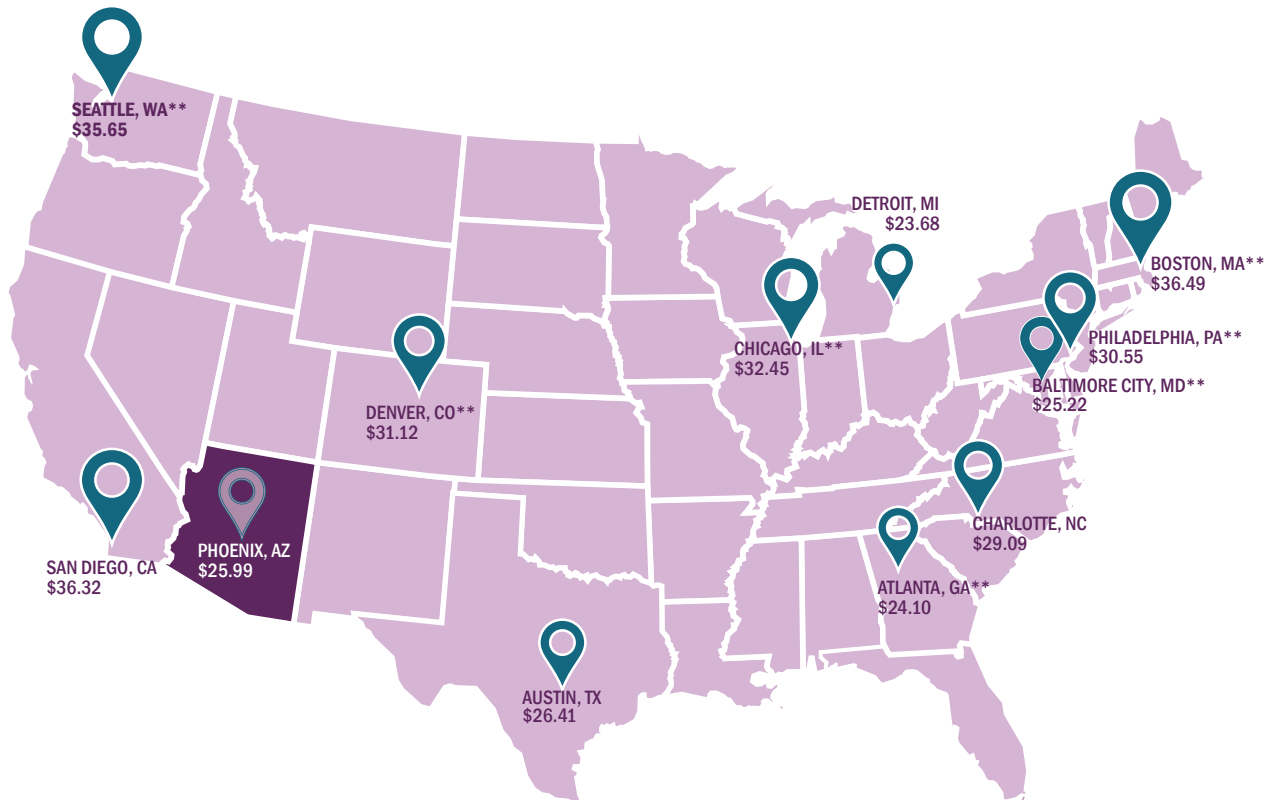 SEATTLE, WA**
$35.65
DETROIT, MI
$23.68
BOSTON, MA**
$36.49
CHICAGO, IL**
$32.45
PHILADELPHIA, PA**
$30.55
BALTIMORE CITY, MD**
$25.22
DENVER, CO**
$31.12
CHARLOTTE, NC
$29.09
PHOENIX, AZ
$25.99
SAN DIEGO, CA
$36.32
ATLANTA, GA**
$24.10
AUSTIN, TX
$26.41